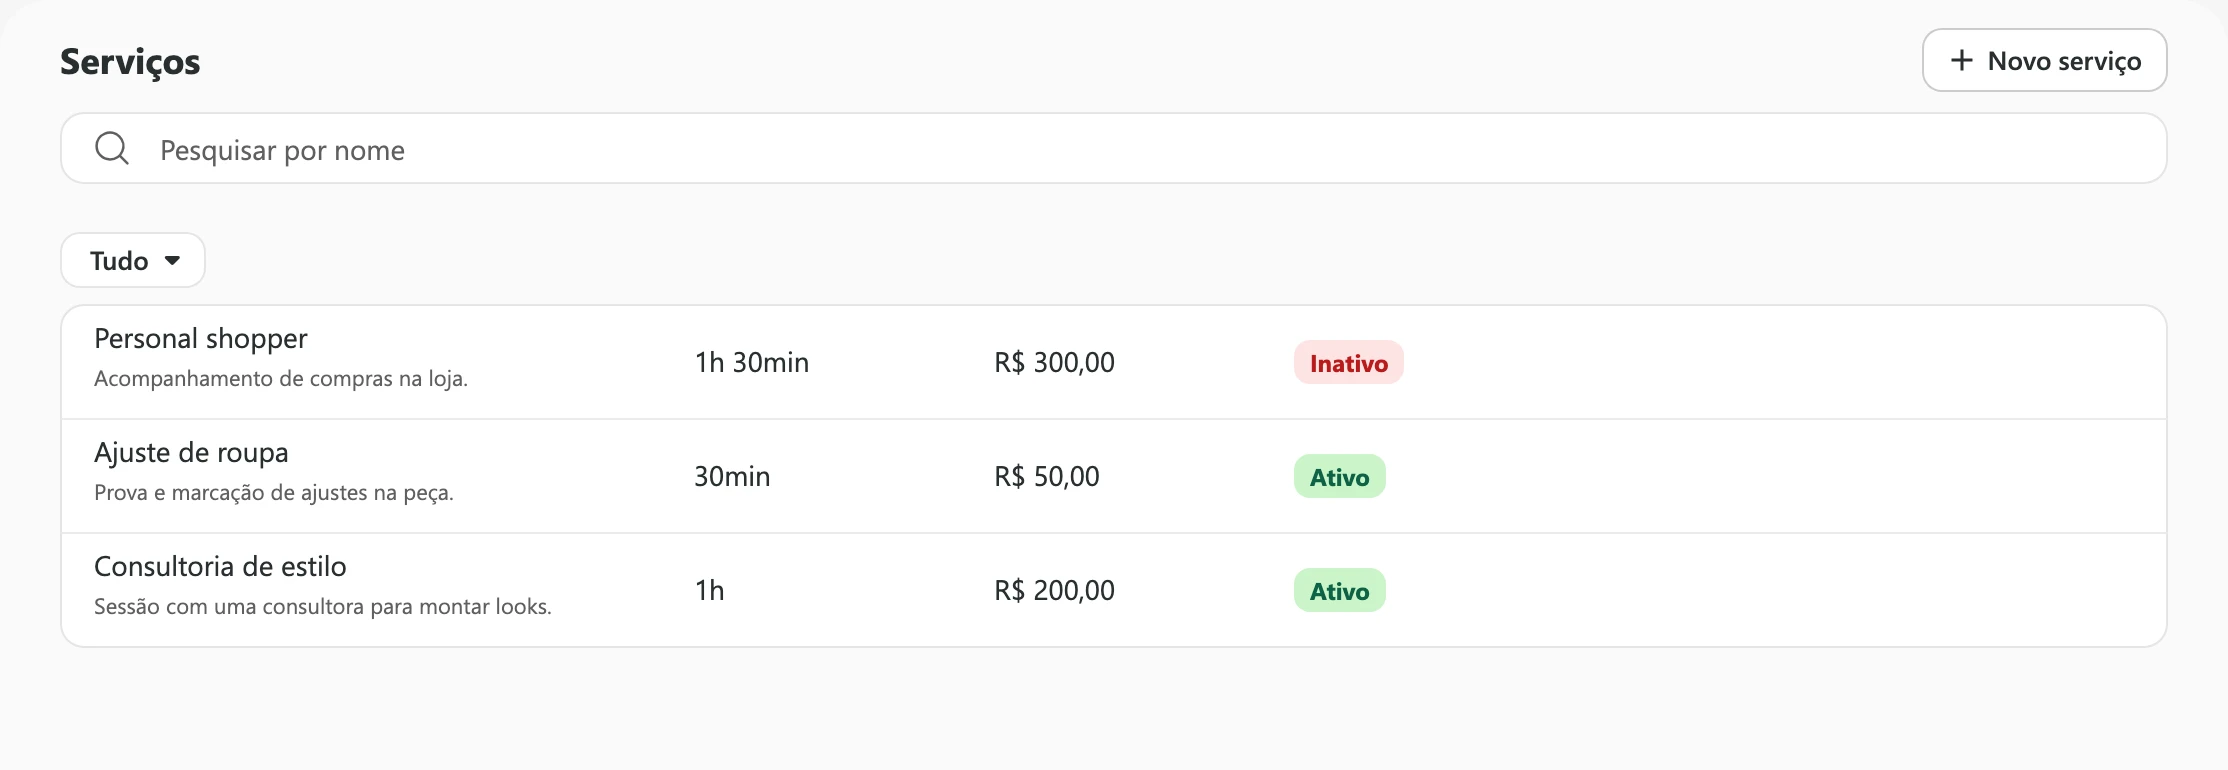 Serviços
+ Novo serviço
Pesquisar por nome
Tudo
Personal shopper
Acompanhamento de compras na loja.
1h 30min
R$ 300,00
Inativo
Ajuste de roupa
Prova e marcação de ajustes na peça.
30min
R$ 50,00
Ativo
Consultoria de estilo
Sessão com uma consultora para montar looks.
1h
R$ 200,00
Ativo